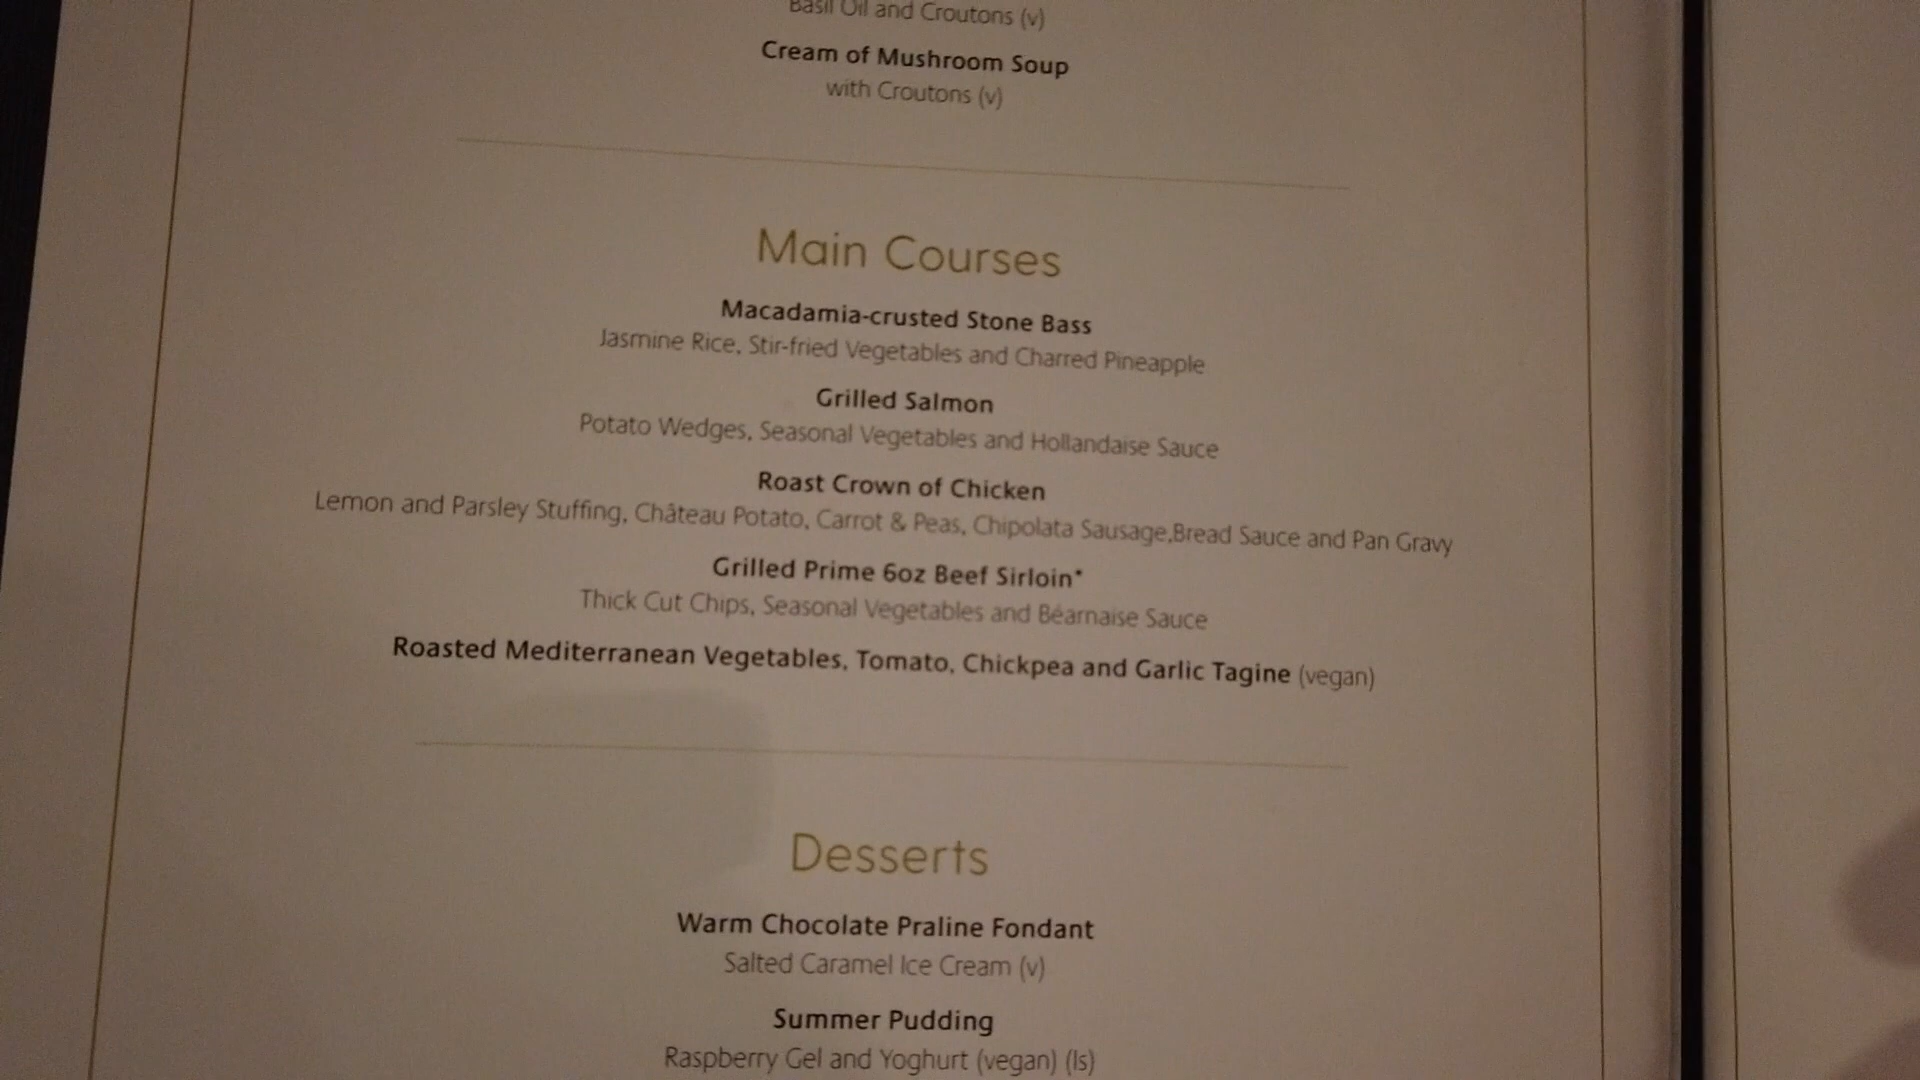 Basil Oil and Croutons (v)
Cream of Mushroom Soup
with Croutons (v)
Main Courses
Macadamia-crusted Stone Bass
Jasmine Rice, Stir-fried Vegetables and Charred Pineapple
Grilled Salmon
Potato Wedges, Seasonal Vegetables and Hollandaise Sauce
Roast Crown of Chicken
Lemon and Parsley Stuffing, Château Potato, Carrot & Peas, Chipolata Sausage,Bread Sauce and Pan Gravy
Grilled Prime 6oz Beef Sirloin*
Thick Cut Chips, Seasonal Vegetables and Béarnaise Sauce
Roasted Mediterranean Vegetables, Tomato, Chickpea and Garlic Tagine (vegan)
Desserts
Warm Chocolate Praline Fondant
Salted Caramel Ice Cream (v)
Summer Pudding
Raspberry Gel and Yoghurt (vegan) (ls)